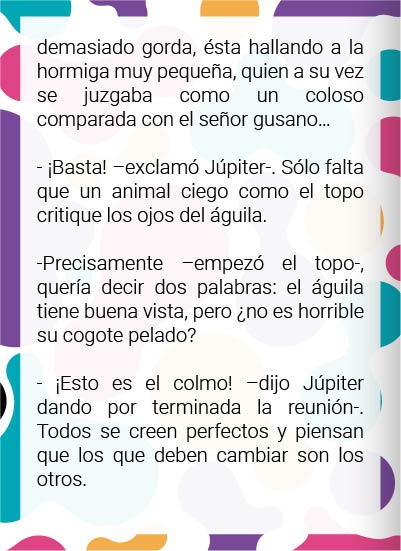 demasiado gorda, ésta hallando a la
hormiga muy pequeña, quien a su vez
se juzgaba como un coloso
comparada con el señor gusano...
- ¡Basta! –exclamó Júpiter-. Sólo falta
que un animal ciego como el topo
critique los ojos del águila.
-Precisamente –empezó el topo-,
quería decir dos palabras: el águila
tiene buena vista, pero ¿no es horrible
su cogote pelado?
- ¡Esto es el colmo! –dijo Júpiter
dando por terminada la reunión-.
Todos se creen perfectos y piensan
que los que deben cambiar son los
otros.